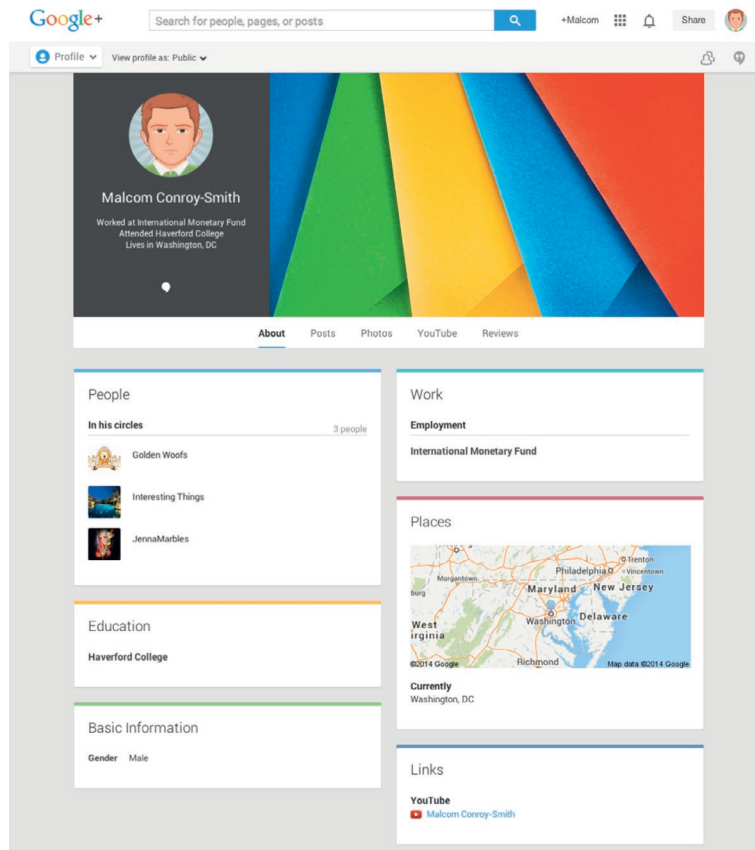 Google+
Search for people, pages, or posts
+Malcom
Share
Profile
View profile as: Public
Malcom Conroy-Smith
Worked at International Monetary Fund
Attended Haverford College
Lives in Washington, DC
About Posts Photos YouTube Reviews
People
In his circles
3 people
Golden Woofs
Interesting Things
JennaMarbles
Education
Haverford College
Basic Information
Gender Male
Work
Employment
International Monetary Fund
Places
Trenton
Philadelphia
Vincentown
Morgantown
burg
Maryland New Jersey
West
irginia
Washington
Delaware
Richmond
©2014 Google
Map data ©2014 Google
Currently
Washington, DC
Links
YouTube
Malcom Conroy-Smith